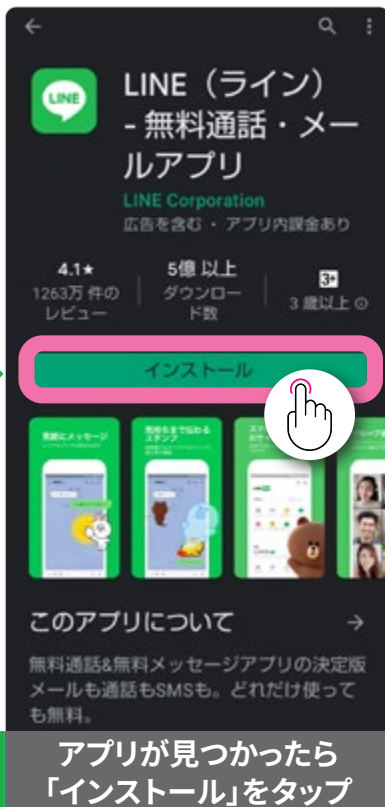 LINE
LINE（ライン）
- 無料通話・メー
ルアプリ
LINE Corporation
広告を含む・アプリ内課金あり
4.1★
1263万 件の
レビュー
5億 以上
ダウンロー
ド数
3+
3 歳以上
インストール
気軽にメッセージ
気持ちまで伝わる
スタンプ
このアプリについて
無料通話&無料メッセージアプリの決定版
メールも通話もSMSも。どれだけ使って
も無料。
アプリが見つかったら
「インストール」をタップ